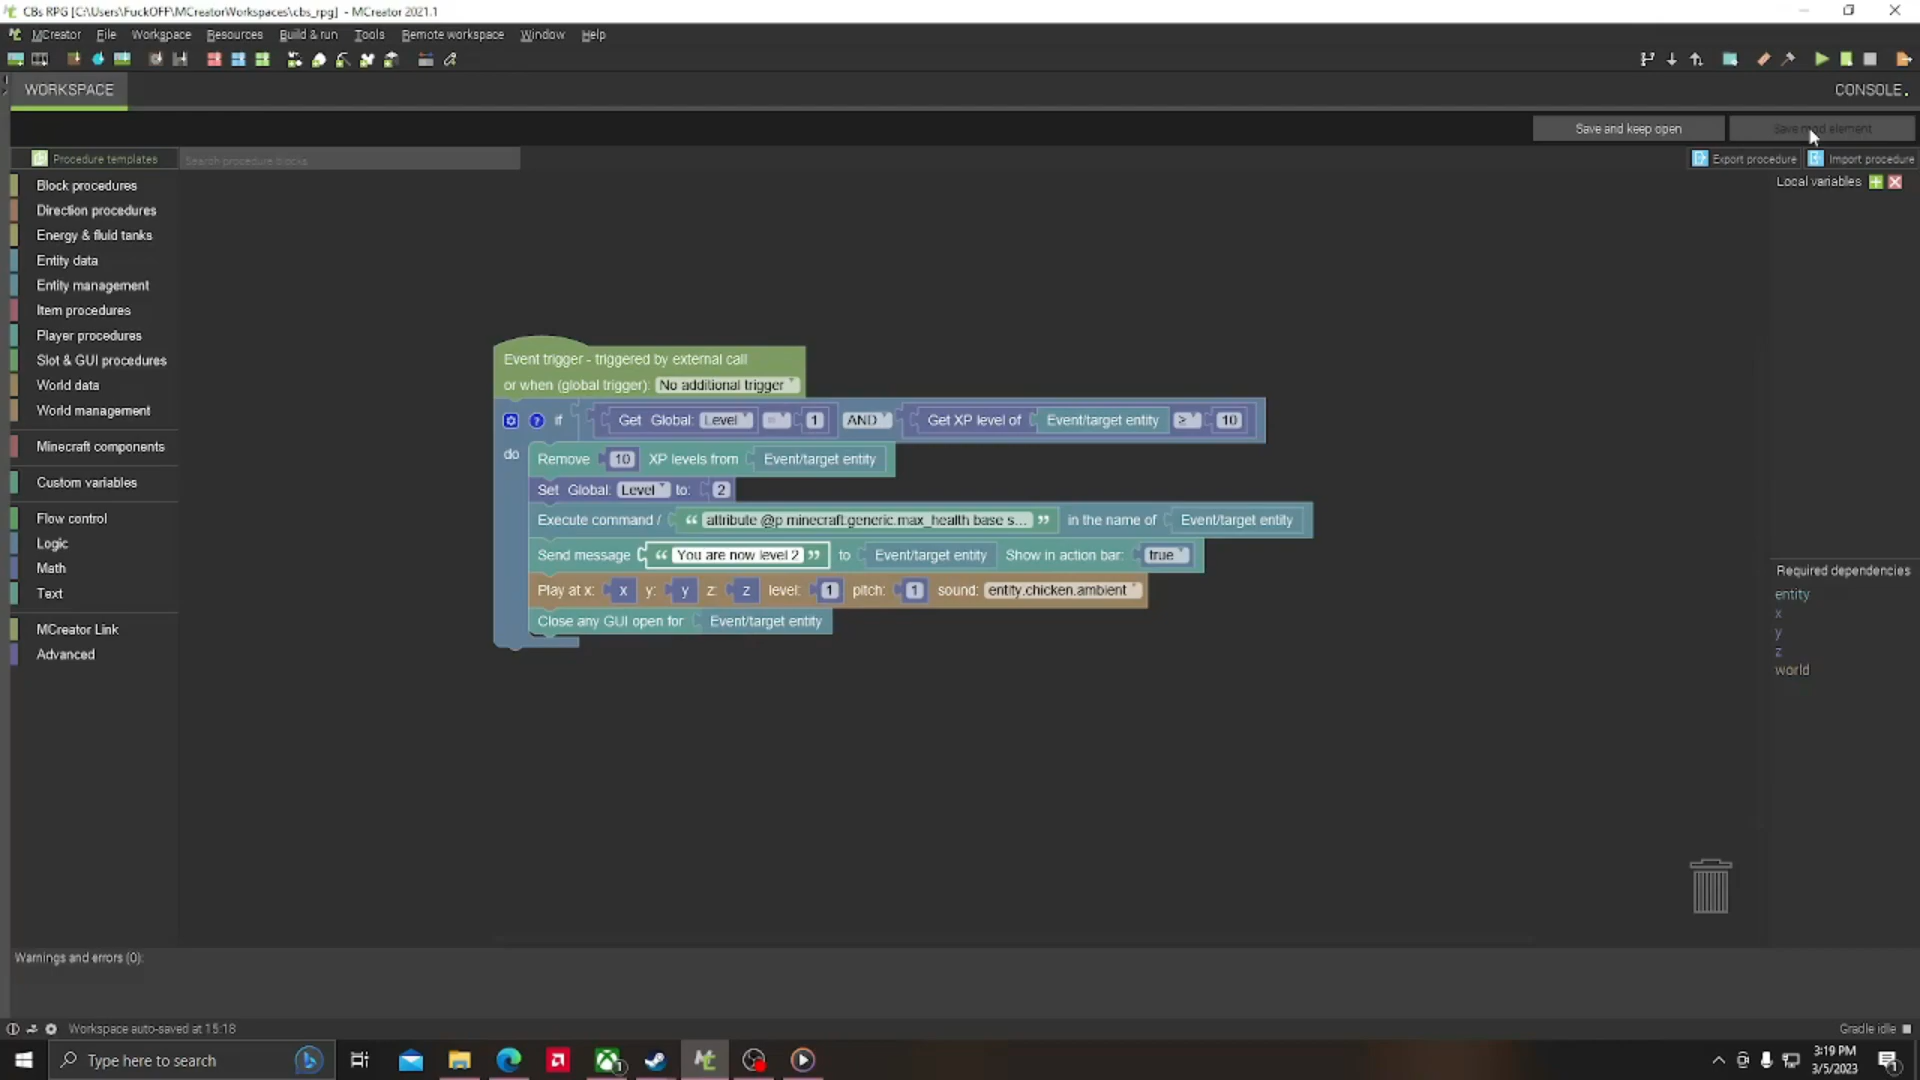 CBs RPG [C:\Users\FuckOFF\MCreatorWorkspaces\cbs_rpg] - MCreator 2021.1
MCreator File Workspace Resources Build & run Tools Remote workspace Window Help
WORKSPACE
CONSOLE.
Save and keep open
Save mod element
Procedure templates
Search procedure blocks
Export procedure
Import procedure
Local variables
Block procedures
Direction procedures
Energy & fluid tanks
Entity data
Entity management
Item procedures
Player procedures
Slot & GUI procedures
World data
World management
Minecraft components
Custom variables
Flow control
Logic
Math
Text
MCreator Link
Advanced
Event trigger - triggered by external call
or when (global trigger): No additional trigger
if Get Global: Level = 1 AND Get XP level of Event/target entity ≥ 10
do
Remove 10 XP levels from Event/target entity
Set Global: Level to: 2
Execute command / “ attribute @p minecraft:generic.max_health base s... ” in the name of Event/target entity
Send message “ You are now level 2 ” to Event/target entity Show in action bar: true
Play at x: x y: y z: z level: 1 pitch: 1 sound: entity.chicken.ambient
Close any GUI open for Event/target entity
Required dependencies
entity
x
y
z
world
Warnings and errors (0):
Workspace auto-saved at 15:18
Gradle idle
Type here to search
3:19 PM
3/5/2023